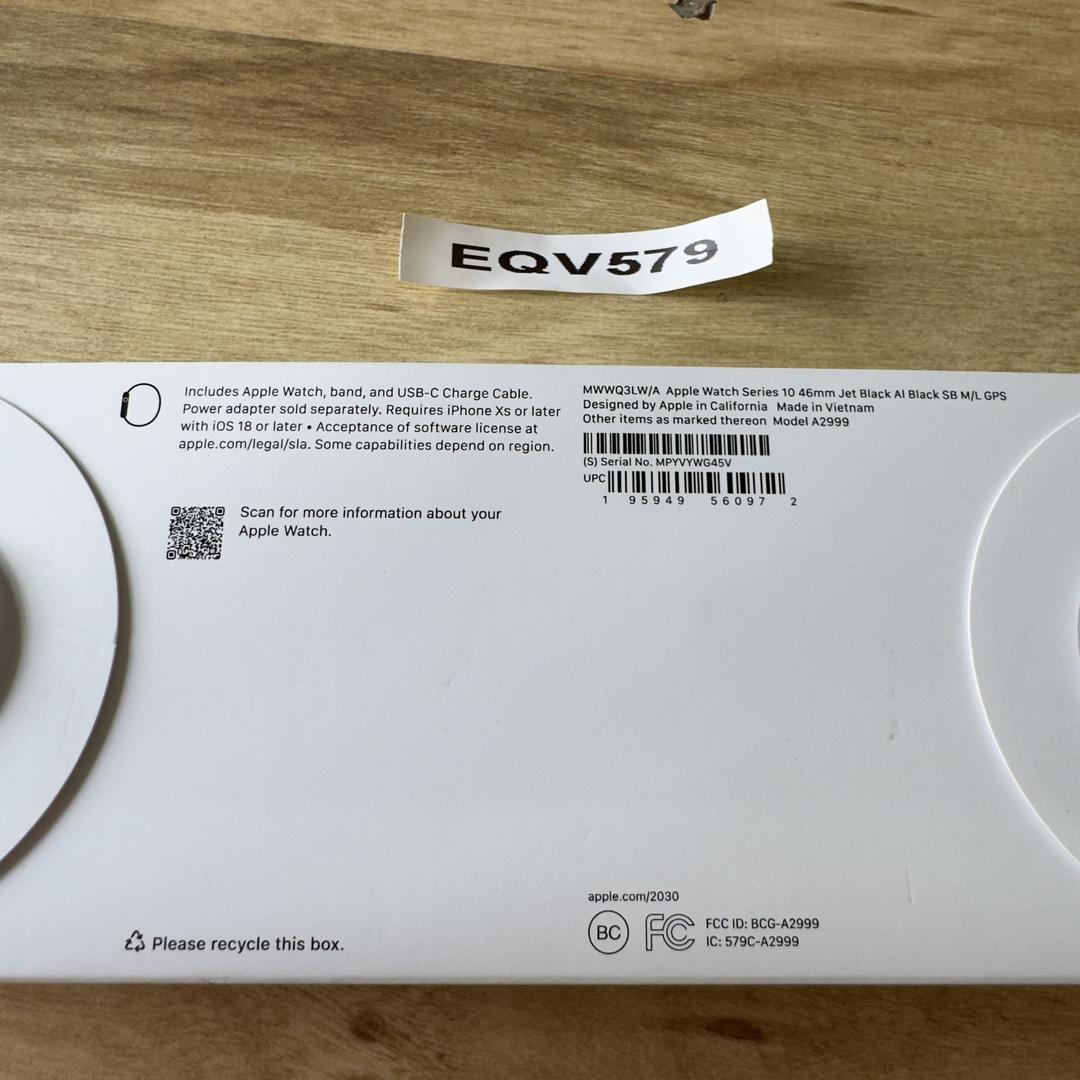 EQV579
Includes Apple Watch, band, and USB-C Charge Cable.
Power adapter sold separately. Requires iPhone Xs or later
with iOS 18 or later • Acceptance of software license at
apple.com/legal/sla. Some capabilities depend on region.
Scan for more information about your
Apple Watch.
MWWQ3LW/A Apple Watch Series 10 46mm Jet Black Al Black SB M/L GPS
Designed by Apple in California Made in Vietnam
Other items as marked thereon Model A2999
(S) Serial No. MPYVYWG45V
UPC
1 95949 56097 2
Please recycle this box.
apple.com/2030
BC
FC
FCC ID: BCG-A2999
IC: 579C-A2999